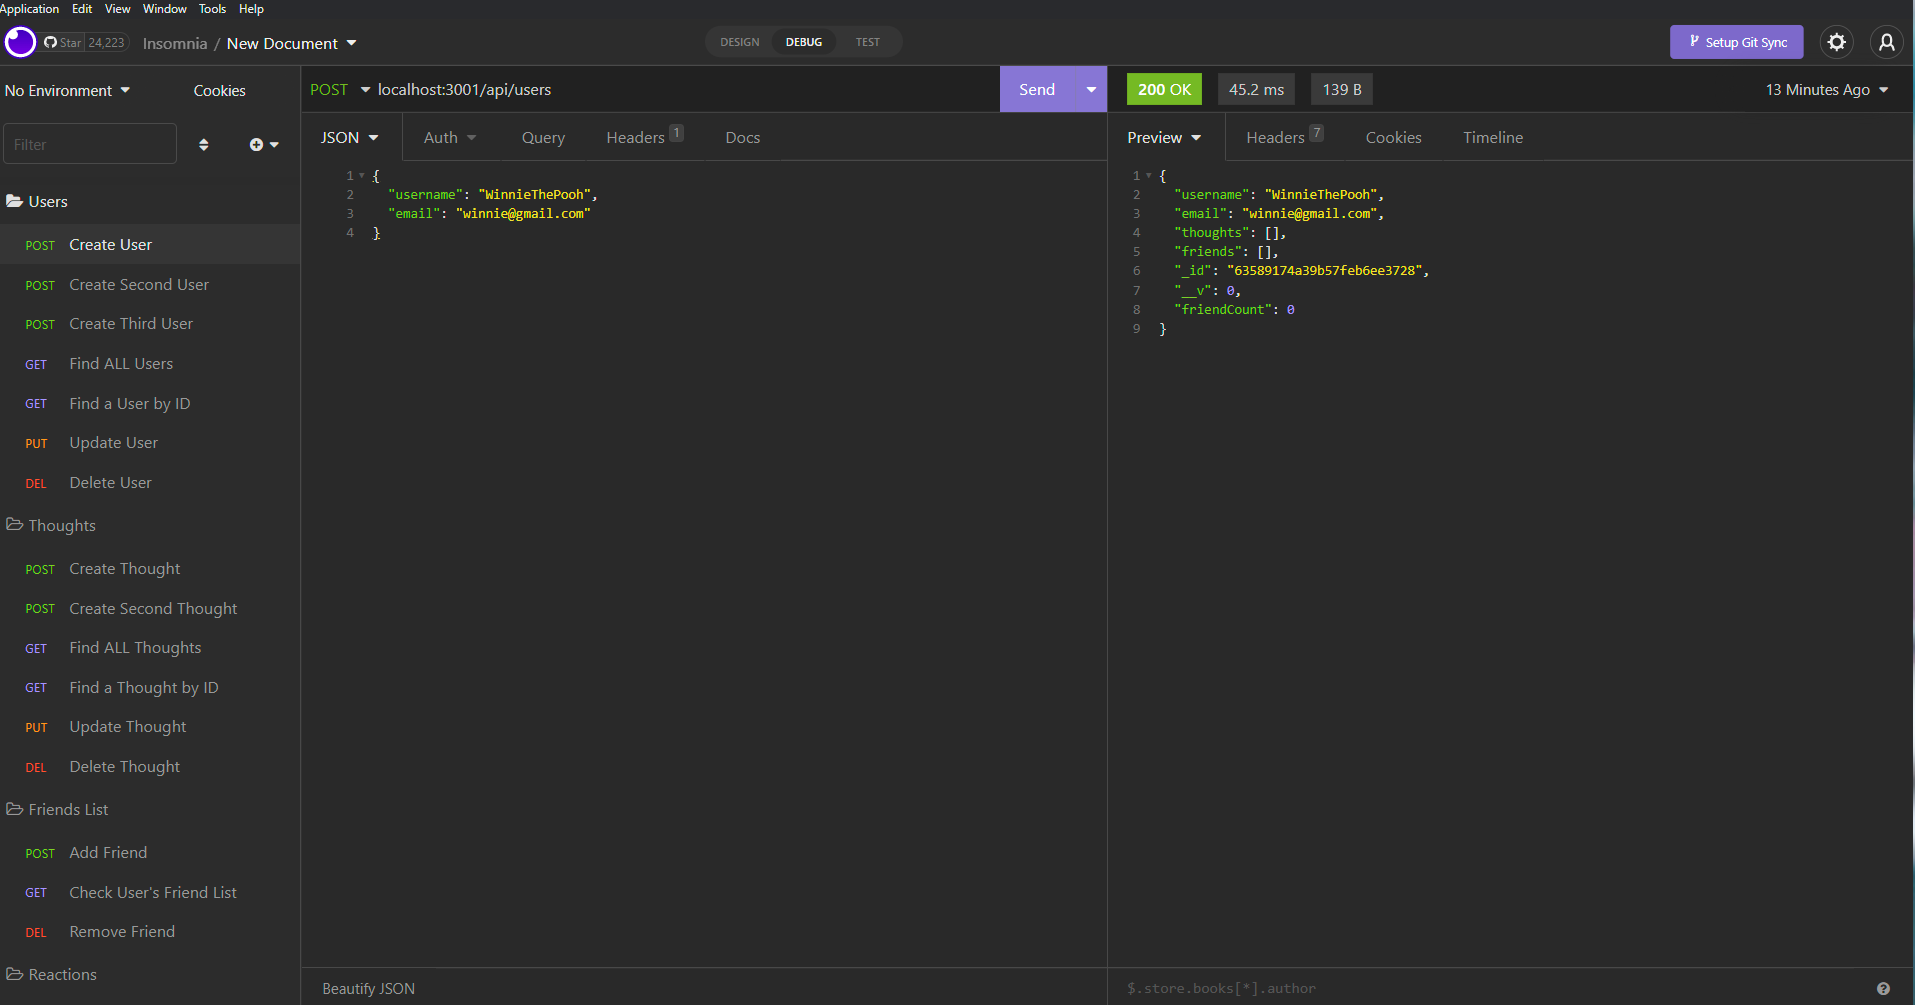 Application Edit View Window Tools Help
Star 24,223 Insomnia / New Document DESIGN DEBUG TEST Setup Git Sync
No Environment Cookies
Filter
Users
POST Create User
POST Create Second User
POST Create Third User
GET Find ALL Users
GET Find a User by ID
PUT Update User
DEL Delete User
Thoughts
POST Create Thought
POST Create Second Thought
GET Find ALL Thoughts
GET Find a Thought by ID
PUT Update Thought
DEL Delete Thought
Friends List
POST Add Friend
GET Check User's Friend List
DEL Remove Friend
Reactions
POST localhost:3001/api/users Send
JSON Auth Query Headers 1 Docs
1 {
2 "username": "WinnieThePooh",
3 "email": "winnie@gmail.com"
4 }
Beautify JSON
200 OK 45.2 ms 139 B 13 Minutes Ago
Preview Headers 7 Cookies Timeline
1 {
2 "username": "WinnieThePooh",
3 "email": "winnie@gmail.com",
4 "thoughts": [],
5 "friends": [],
6 "_id": "63589174a39b57feb6ee3728",
7 "__v": 0,
8 "friendCount": 0
9 }
$.store.books[*].author